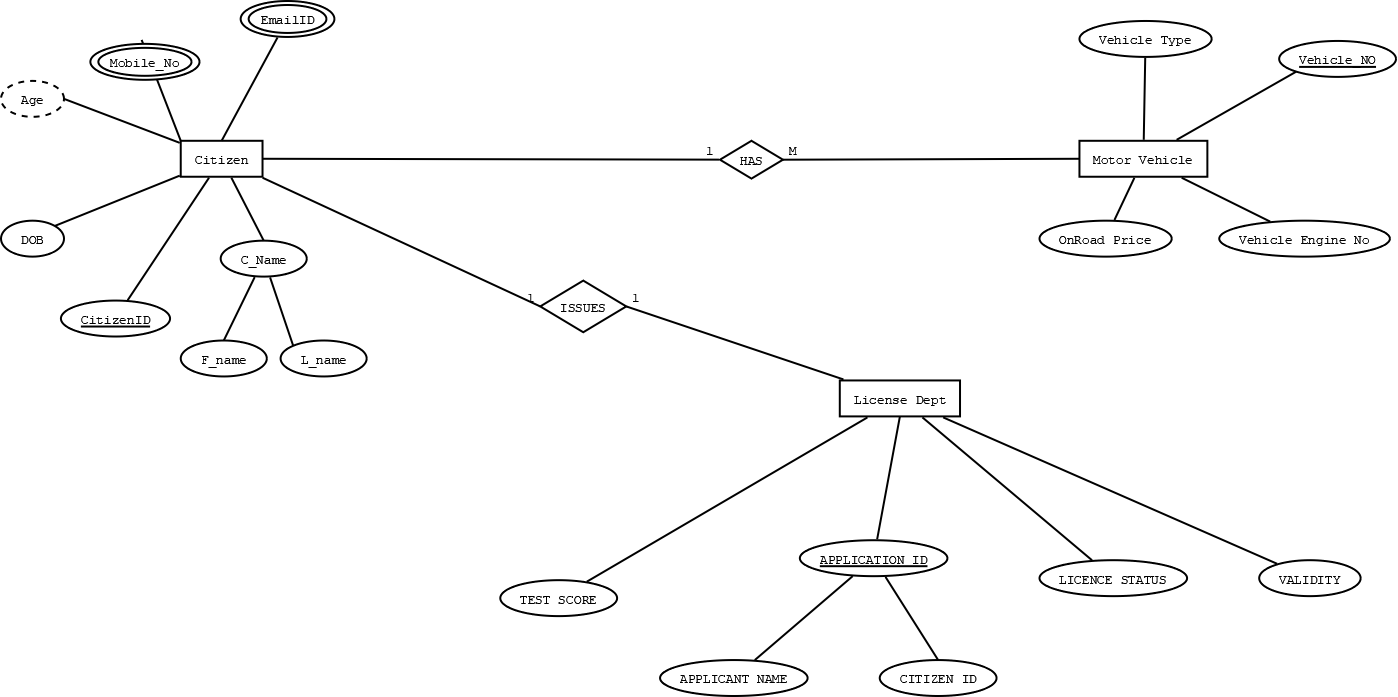 EmailID
Vehicle Type
Mobile_No
Vehicle NO
Age
1
M
Citizen
HAS
Motor Vehicle
DOB
C_Name
OnRoad Price
Vehicle Engine No
1
1
ISSUES
CitizenID
F_name
L_name
License Dept
APPLICATION ID
TEST SCORE
LICENCE STATUS
VALIDITY
APPLICANT NAME
CITIZEN ID